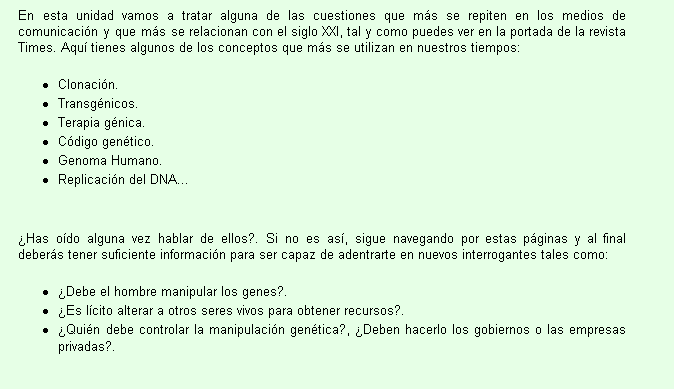 En esta unidad vamos a tratar alguna de las cuestiones que más se repiten en los medios de
comunicación y que más se relacionan con el siglo XXI, tal y como puedes ver en la portada de la revista
Times. Aquí tienes algunos de los conceptos que más se utilizan en nuestros tiempos:
• Clonación.
• Transgénicos.
• Terapia génica.
• Código genético.
• Genoma Humano.
• Replicación del DNA...
¿Has oído alguna vez hablar de ellos?. Si no es así, sigue navegando por estas páginas y al final
deberás tener suficiente información para ser capaz de adentrarte en nuevos interrogantes tales como:
• ¿Debe el hombre manipular los genes?.
• ¿Es lícito alterar a otros seres vivos para obtener recursos?.
• ¿Quién debe controlar la manipulación genética?, ¿Deben hacerlo los gobiernos o las empresas
privadas?.